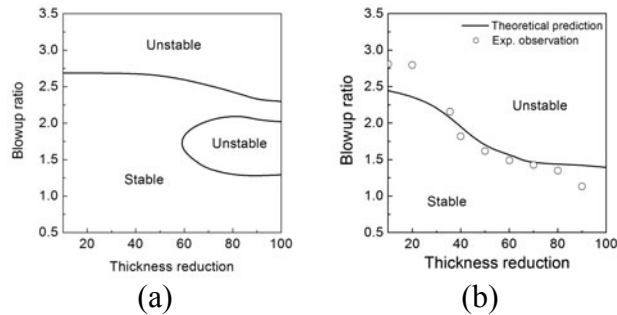 3.5
3.0
2.5
2.0
1.5
1.0
0.5
Blowup ratio
Unstable
Unstable
Stable
20 40 60 80 100
Thickness reduction
(a)
3.5
3.0
2.5
2.0
1.5
1.0
0.5
Blowup ratio
Theoretical prediction
Exp. observation
Unstable
Stable
20 40 60 80 100
Thickness reduction
(b)